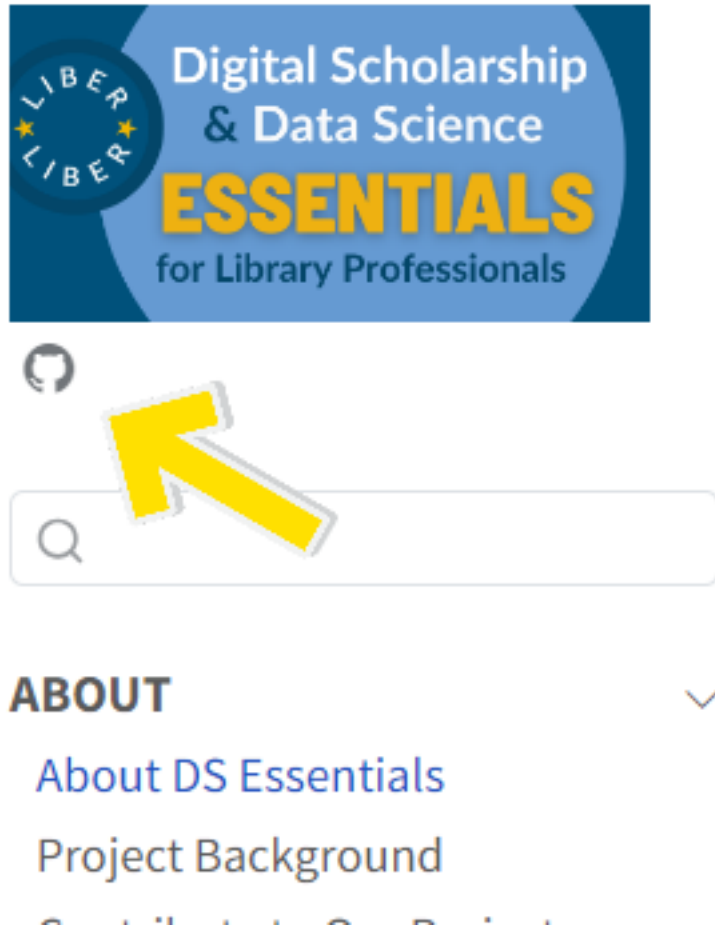 LIBER
LIBER
Digital Scholarship
& Data Science
ESSENTIALS
for Library Professionals
ABOUT
About DS Essentials
Project Background